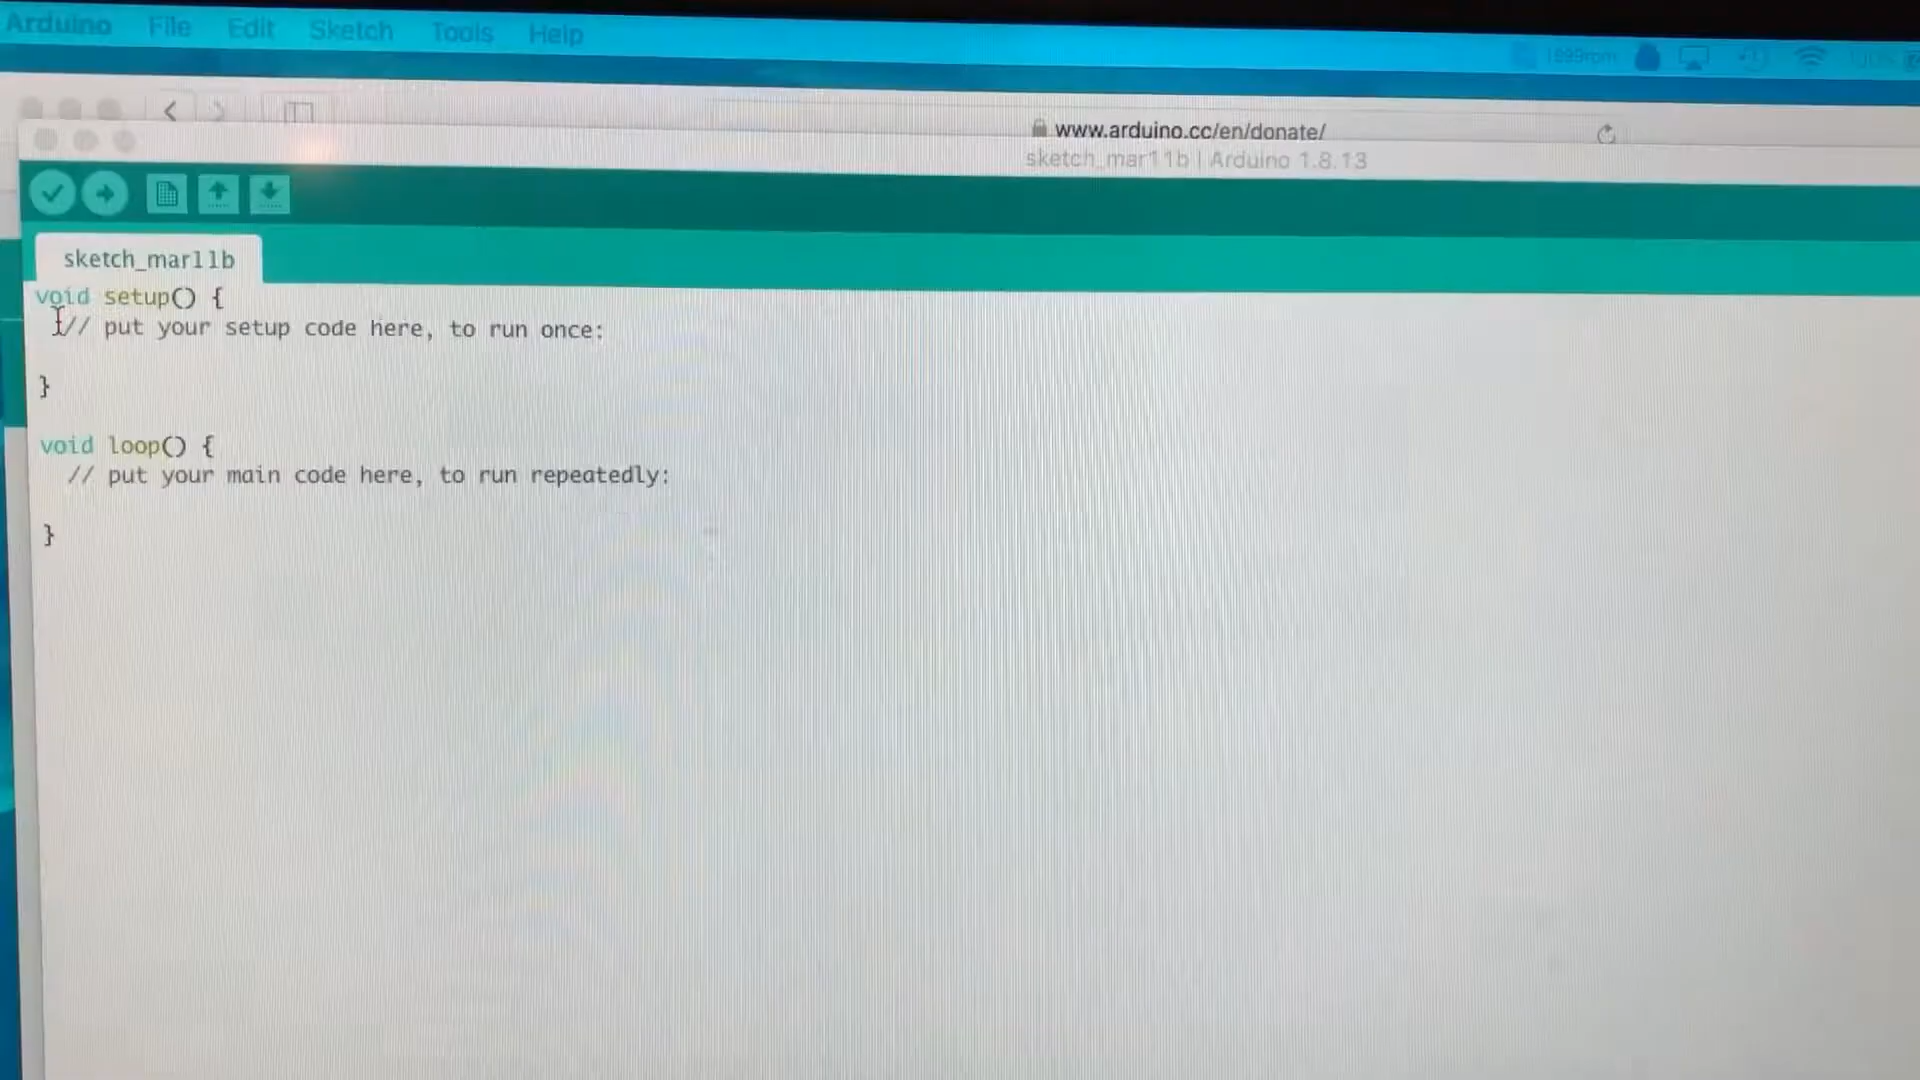 Arduino File Edit Sketch Tools Help
1999rpm
www.arduino.cc/en/donate/
sketch_mar11b | Arduino 1.8.13
sketch_mar11b
void setup() {
// put your setup code here, to run once:
}
void loop() {
// put your main code here, to run repeatedly:
}